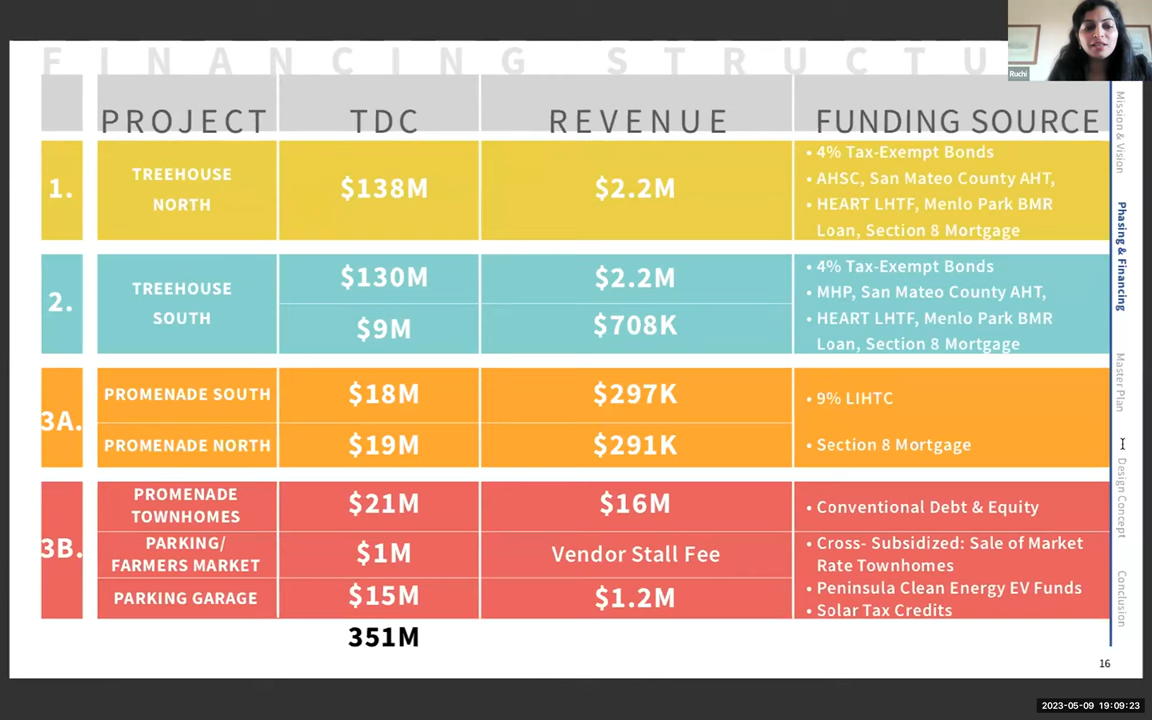 FINANCING STRUCTU
Ruchi
PROJECT TDC REVENUE FUNDING SOURCE
1.
TREEHOUSE
NORTH
$138M
$2.2M
• 4% Tax-Exempt Bonds
• AHSC, San Mateo County AHT,
• HEART LHTF, Menlo Park BMR
Loan, Section 8 Mortgage
2.
TREEHOUSE
SOUTH
$130M
$2.2M
$9M
$708K
• 4% Tax-Exempt Bonds
• MHP, San Mateo County AHT,
• HEART LHTF, Menlo Park BMR
Loan, Section 8 Mortgage
3A.
PROMENADE SOUTH
$18M
$297K
• 9% LIHTC
PROMENADE NORTH
$19M
$291K
• Section 8 Mortgage
3B.
PROMENADE
TOWNHOMES
$21M
$16M
• Conventional Debt & Equity
PARKING/
FARMERS MARKET
$1M
Vendor Stall Fee
• Cross- Subsidized: Sale of Market
Rate Townhomes
PARKING GARAGE
$15M
$1.2M
• Peninsula Clean Energy EV Funds
• Solar Tax Credits
351M
Mission & Vision
Phasing & Financing
Master Plan
Design Concept
Conclusion
16
2023-05-09 19:09:23